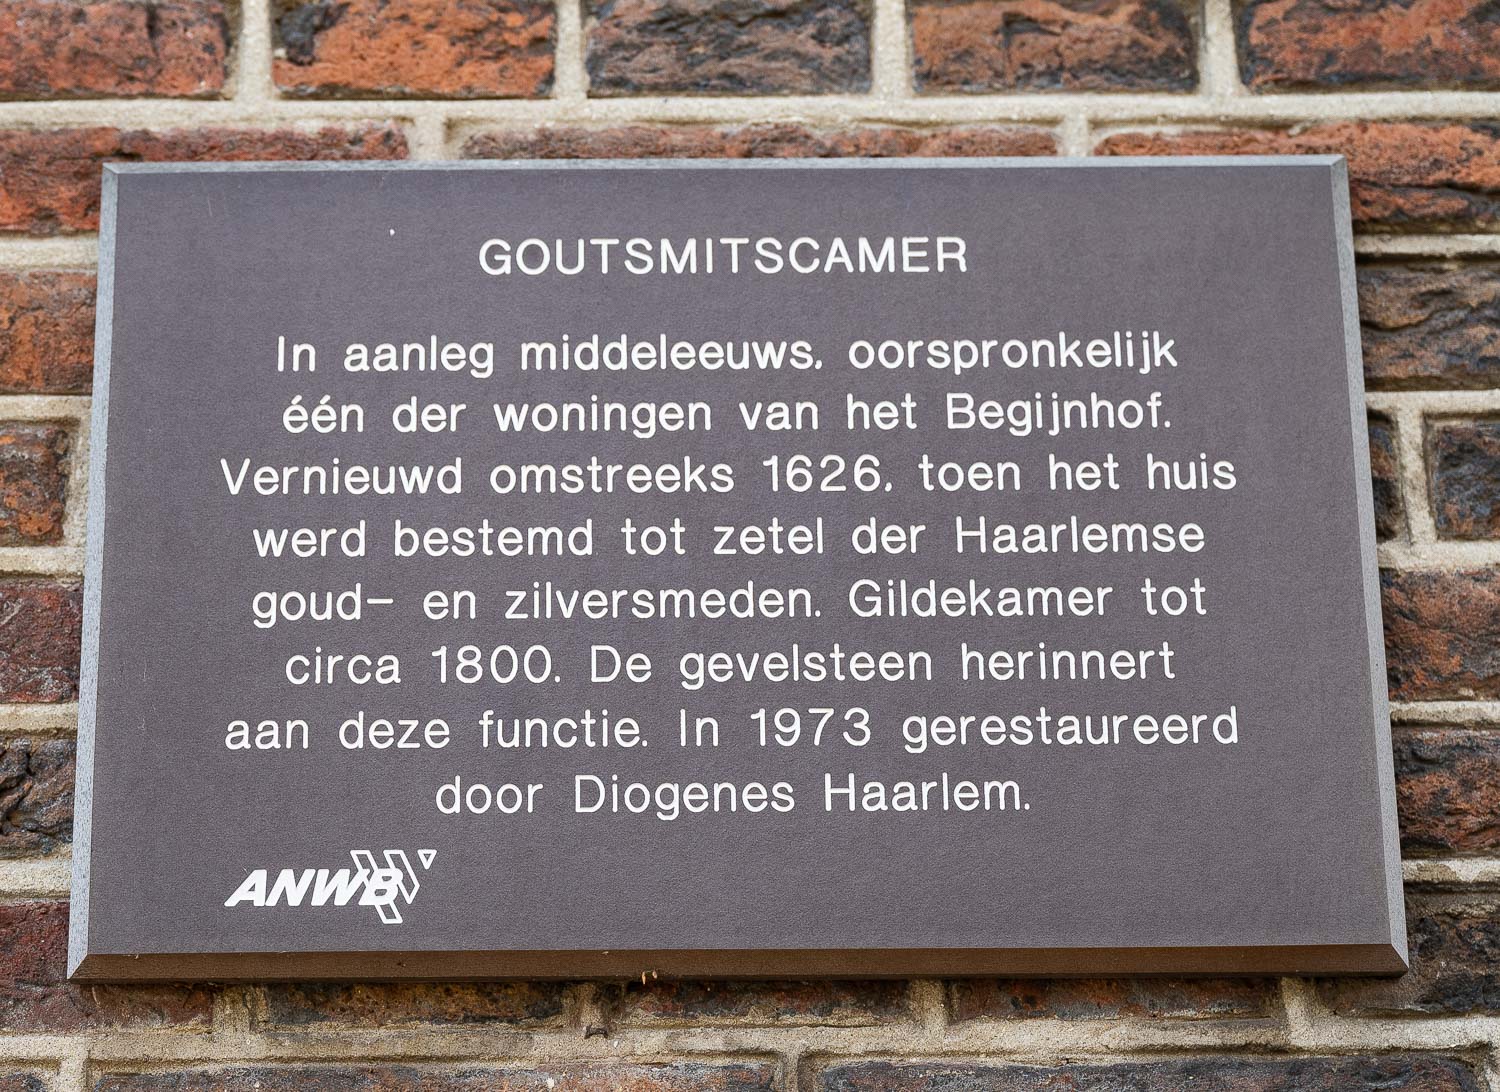 GOUTSMITSCAMER
In aanleg middeleeuws, oorspronkelijk
één der woningen van het Begijnhof.
Vernieuwd omstreeks 1626, toen het huis
werd bestemd tot zetel der Haarlemse
goud- en zilversmeden. Gildekamer tot
circa 1800. De gevelsteen herinnert
aan deze functie. In 1973 gerestaureerd
door Diogenes Haarlem.
ANWB